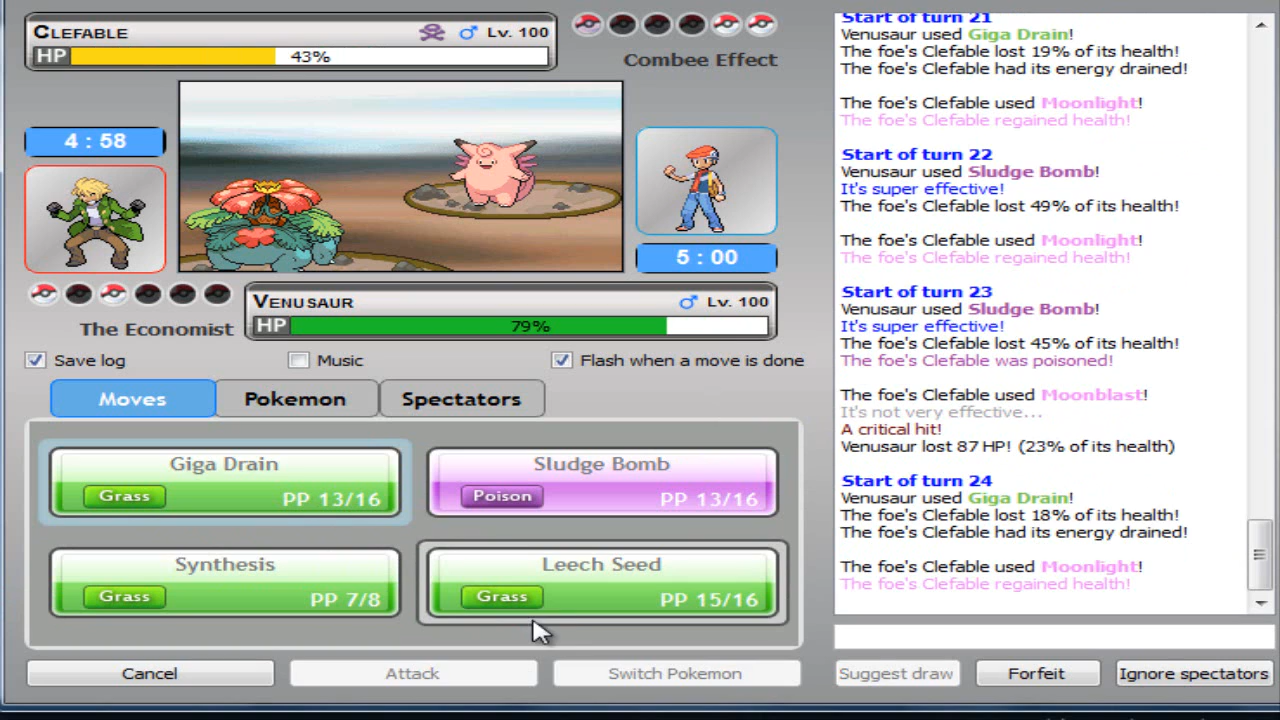 CLEFABLE ♂ Lv. 100
HP 43%
Combee Effect
4 : 58
5 : 00
VENUSAUR ♂ Lv. 100
HP 79%
The Economist
Save log
Music
Flash when a move is done
Moves
Pokemon
Spectators
Giga Drain
Grass PP 13/16
Sludge Bomb
Poison PP 13/16
Synthesis
Grass PP 7/8
Leech Seed
Grass PP 15/16
Cancel
Attack
Switch Pokemon
Start of turn 21
Venusaur used Giga Drain!
The foe's Clefable lost 19% of its health!
The foe's Clefable had its energy drained!
The foe's Clefable used Moonlight!
The foe's Clefable regained health!
Start of turn 22
Venusaur used Sludge Bomb!
It's super effective!
The foe's Clefable lost 49% of its health!
The foe's Clefable used Moonlight!
The foe's Clefable regained health!
Start of turn 23
Venusaur used Sludge Bomb!
It's super effective!
The foe's Clefable lost 45% of its health!
The foe's Clefable was poisoned!
The foe's Clefable used Moonblast!
It's not very effective...
A critical hit!
Venusaur lost 87 HP! (23% of its health)
Start of turn 24
Venusaur used Giga Drain!
The foe's Clefable lost 18% of its health!
The foe's Clefable had its energy drained!
The foe's Clefable used Moonlight!
The foe's Clefable regained health!
Suggest draw
Forfeit
Ignore spectators